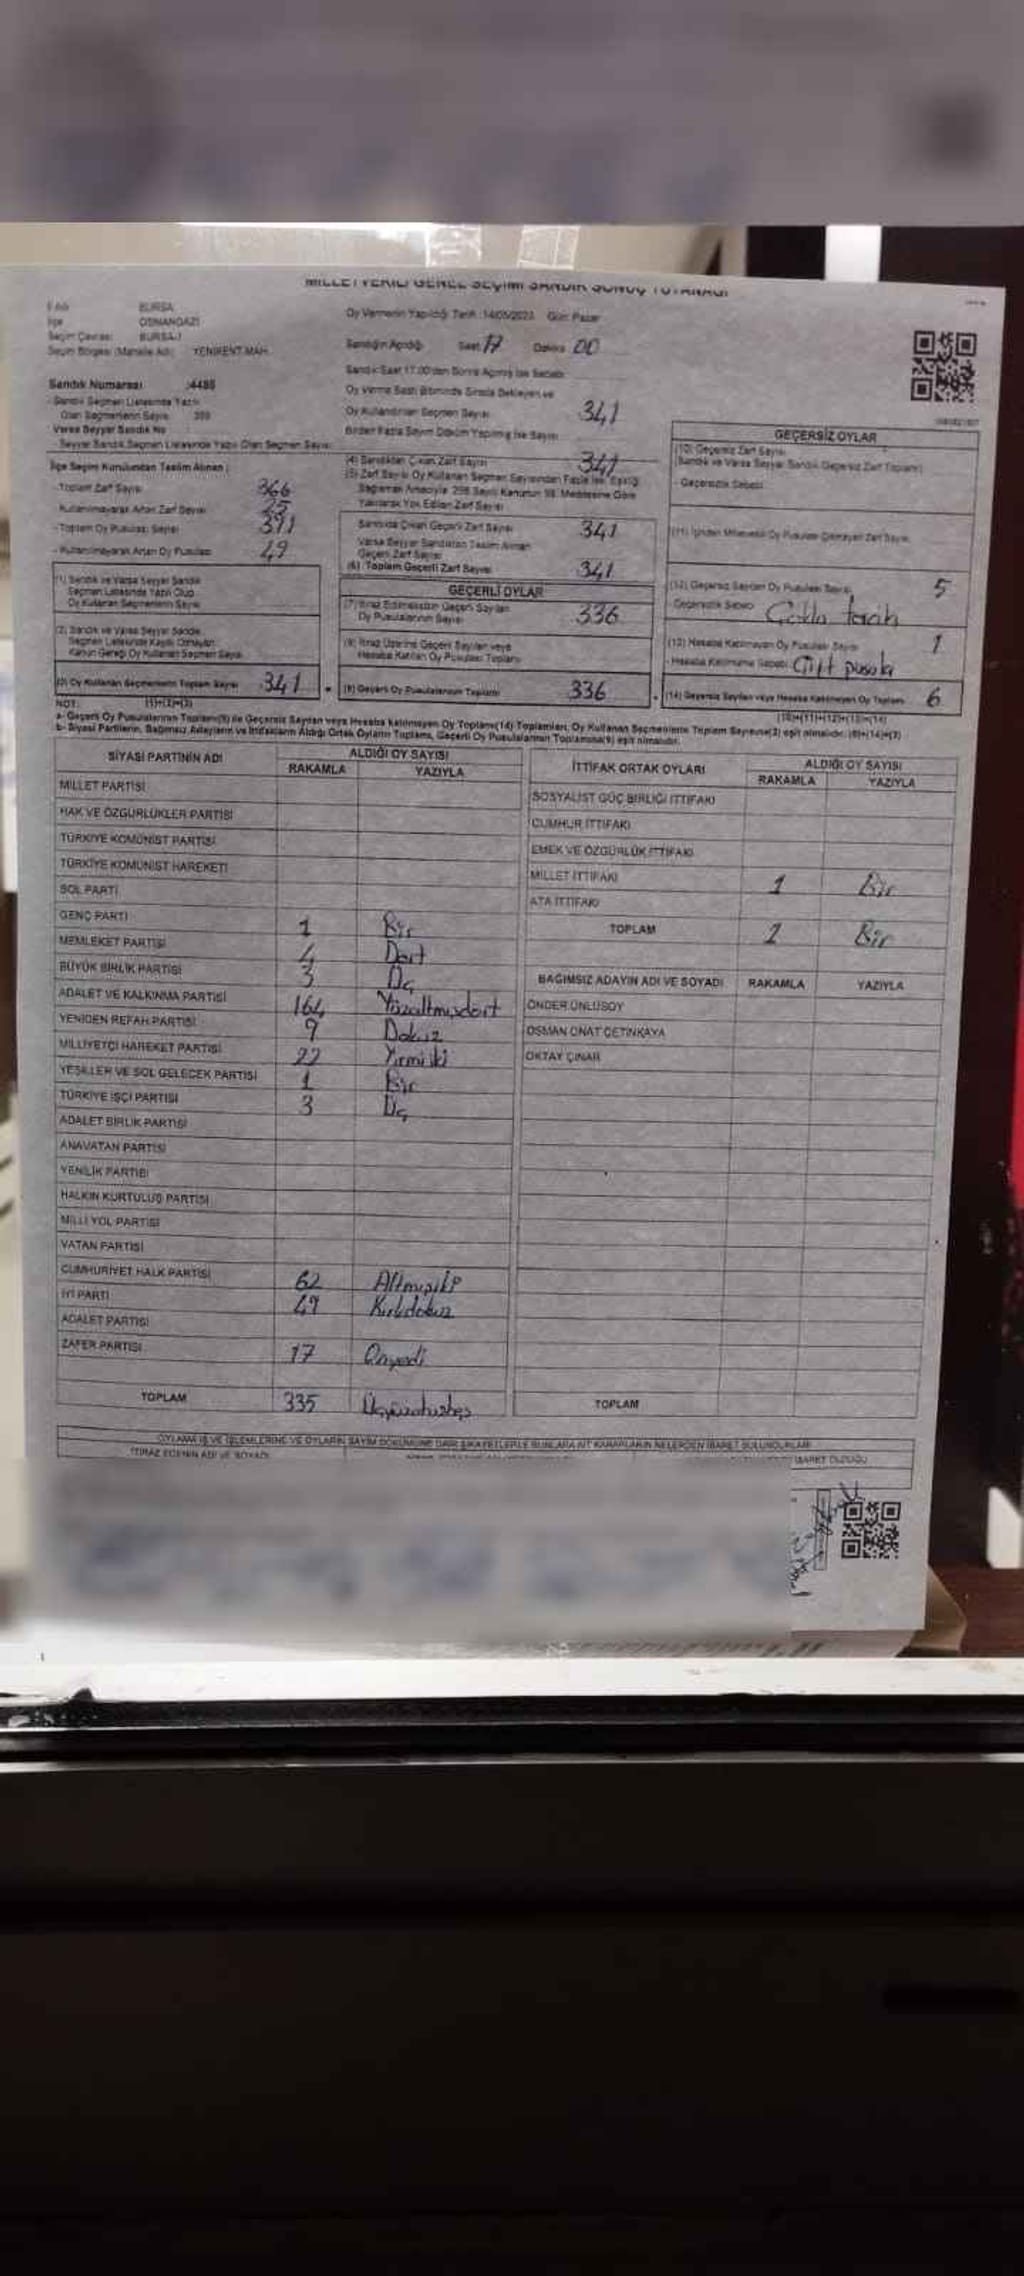 MİLLETVEKİLİ GENEL SEÇİMİ SANDIK SONUÇ TUTANAĞI
İl Adı BURSA
İlçe OSMANGAZİ
Seçim Çevresi BURSA-1
Seçim Bölgesi (Mahalle Adı) YENİKENT MAH.
Oy Vermenin Yapıldığı Tarih :14/05/2023 Gün: Pazar
Sandığın Açıldığı Saat 17 Dakika 00
Sandık Saat 17.00'den Sonra Açılmış İse Sebebi
Sandık Numarası :4486
- Sandık Seçmen Listesinde Yazılı
Olan Seçmenlerin Sayısı
Varsa Seyyar Sandık No
- Seyyar Sandık Seçmen Listesinde Yazılı Olan Seçmen Sayısı
Oy Verme Saati Bitiminde Sırada Bekleyen ve
Oy Kullandırılan Seçmen Sayısı 341
Birden Fazla Sayım Döküm Yapılmış İse Sayısı
İlçe Seçim Kurulundan Teslim Alınan :
- Toplam Zarf Sayısı 366
- Kullanılmayarak Artan Zarf Sayısı 25
- Toplam Oy Pusulası Sayısı 391
- Kullanılmayarak Artan Oy Pusulası 49
(1) Sandık ve Varsa Seyyar Sandık
Seçmen Listesinde Yazılı Olup
Oy Kullanan Seçmenlerin Sayısı
(2) Sandık ve Varsa Seyyar Sandık
Seçmen Listesinde Kaydı Olmayan
Kanun Gereği Oy Kullanan Seçmen Sayısı
(3) Oy Kullanan Seçmenlerin Toplam Sayısı 341
(1)+(2)=(3)
(4) Sandıktan Çıkan Zarf Sayısı 341
(5) Zarf Sayısı Oy Kullanan Seçmen Sayısından Fazla İse, Eşitliği
Sağlamak Amacıyla 298 Sayılı Kanunun 98. Maddesine Göre
Yakılarak Yok Edilen Zarf Sayısı
Sandıkta Çıkan Geçerli Zarf Sayısı 341
Varsa Seyyar Sandıktan Teslim Alınan
Geçerli Zarf Sayısı
(6) Toplam Geçerli Zarf Sayısı 341
GEÇERLİ OYLAR
(7) İtiraz Edilmeksizin Geçerli Sayılan
Oy Pusulalarının Sayısı 336
(8) İtiraz Üzerine Geçerli Sayılan veya
Hesaba Katılan Oy Pusulası Toplamı
(9) Geçerli Oy Pusulalarının Toplamı 336
GEÇERSİZ OYLAR
(10) Geçersiz Zarf Sayısı
(Sandık ve Varsa Seyyar Sandık Geçersiz Zarf Toplamı)
- Geçersizlik Sebebi
(11) İçinden Milletvekili Oy Pusulası Çıkmayan Zarf Sayısı
(12) Geçersiz Sayılan Oy Pusulası Sayısı 5
- Geçersizlik Sebebi Çoklu tercih
(13) Hesaba Katılmayan Oy Pusulası Sayısı 1
- Hesaba Katılmama Sebebi Çift pusula
(14) Geçersiz Sayılan veya Hesaba Katılmayan Oy Toplamı 6
(10)+(11)+(12)+(13)=(14)
NOT:
a- Geçerli Oy Pusulalarının Toplamı(9) ile Geçersiz Sayılan veya Hesaba Katılmayan Oy Toplamı(14) Toplamları, Oy Kullanan Seçmenlerin Toplam Sayısına(3) eşit olmalıdır. (9)+(14)=(3)
b- Siyasi Partilerin, Bağımsız Adayların ve İttifakların Aldığı Ortak Oyların Toplamı, Geçerli Oy Pusulalarının Toplamına(9) eşit olmalıdır.
SİYASİ PARTİNİN ADI ALDIĞI OY SAYISI
RAKAMLA YAZIYLA
MİLLET PARTİSİ
HAK VE ÖZGÜRLÜKLER PARTİSİ
TÜRKİYE KOMÜNİST PARTİSİ
TÜRKİYE KOMÜNİST HAREKETİ
SOL PARTİ
GENÇ PARTİ 1 Bir
MEMLEKET PARTİSİ 4 Dört
BÜYÜK BİRLİK PARTİSİ 3 Üç
ADALET VE KALKINMA PARTİSİ 164 Yüzaltmışdört
YENİDEN REFAH PARTİSİ 9 Dokuz
MİLLİYETÇİ HAREKET PARTİSİ 22 Yirmiiki
YEŞİLLER VE SOL GELECEK PARTİSİ 1 Bir
TÜRKİYE İŞÇİ PARTİSİ 3 Üç
ADALET BİRLİK PARTİSİ
ANAVATAN PARTİSİ
YENİLİK PARTİSİ
HALKIN KURTULUŞ PARTİSİ
MİLLİ YOL PARTİSİ
VATAN PARTİSİ
CUMHURİYET HALK PARTİSİ 62 Altmışiki
İYİ PARTİ 49 Kırkdokuz
ADALET PARTİSİ
ZAFER PARTİSİ 17 Onyedi
TOPLAM 335 Üçyüzotuzbeş
İTTİFAK ORTAK OYLARI ALDIĞI OY SAYISI
RAKAMLA YAZIYLA
SOSYALİST GÜÇ BİRLİĞİ İTTİFAKI
CUMHUR İTTİFAKI
EMEK VE ÖZGÜRLÜK İTTİFAKI
MİLLET İTTİFAKI 1 Bir
ATA İTTİFAKI
TOPLAM 1 Bir
BAĞIMSIZ ADAYIN ADI VE SOYADI RAKAMLA YAZIYLA
ÖNDER ÜNLÜSOY
OSMAN ONAT ÇETİNKAYA
OKTAY ÇINAR
TOPLAM
OYLAMA İŞ VE İŞLEMLERİNE VE OYLARIN SAYIM DÖKÜMÜNE DAİR ŞİKAYETLERLE BUNLARA AİT KARARLARIN NELERDEN İBARET BULUNDUKLARI
İTİRAZ EDENİN ADI VE SOYADI
İBARET OLDUĞU